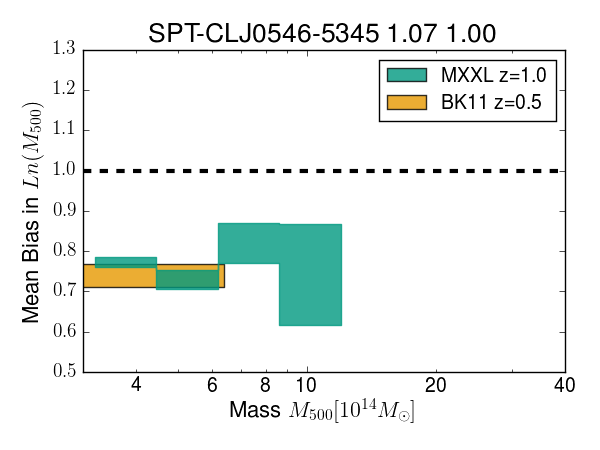 SPT-CLJ0546-5345 1.07 1.00
MXXL z=1.0
BK11 z=0.5
Mean Bias in Ln(M500)
1.3
1.2
1.1
1.0
0.9
0.8
0.7
0.6
0.5
4 6 8 10 20 40
Mass M500[10^14M⊙]